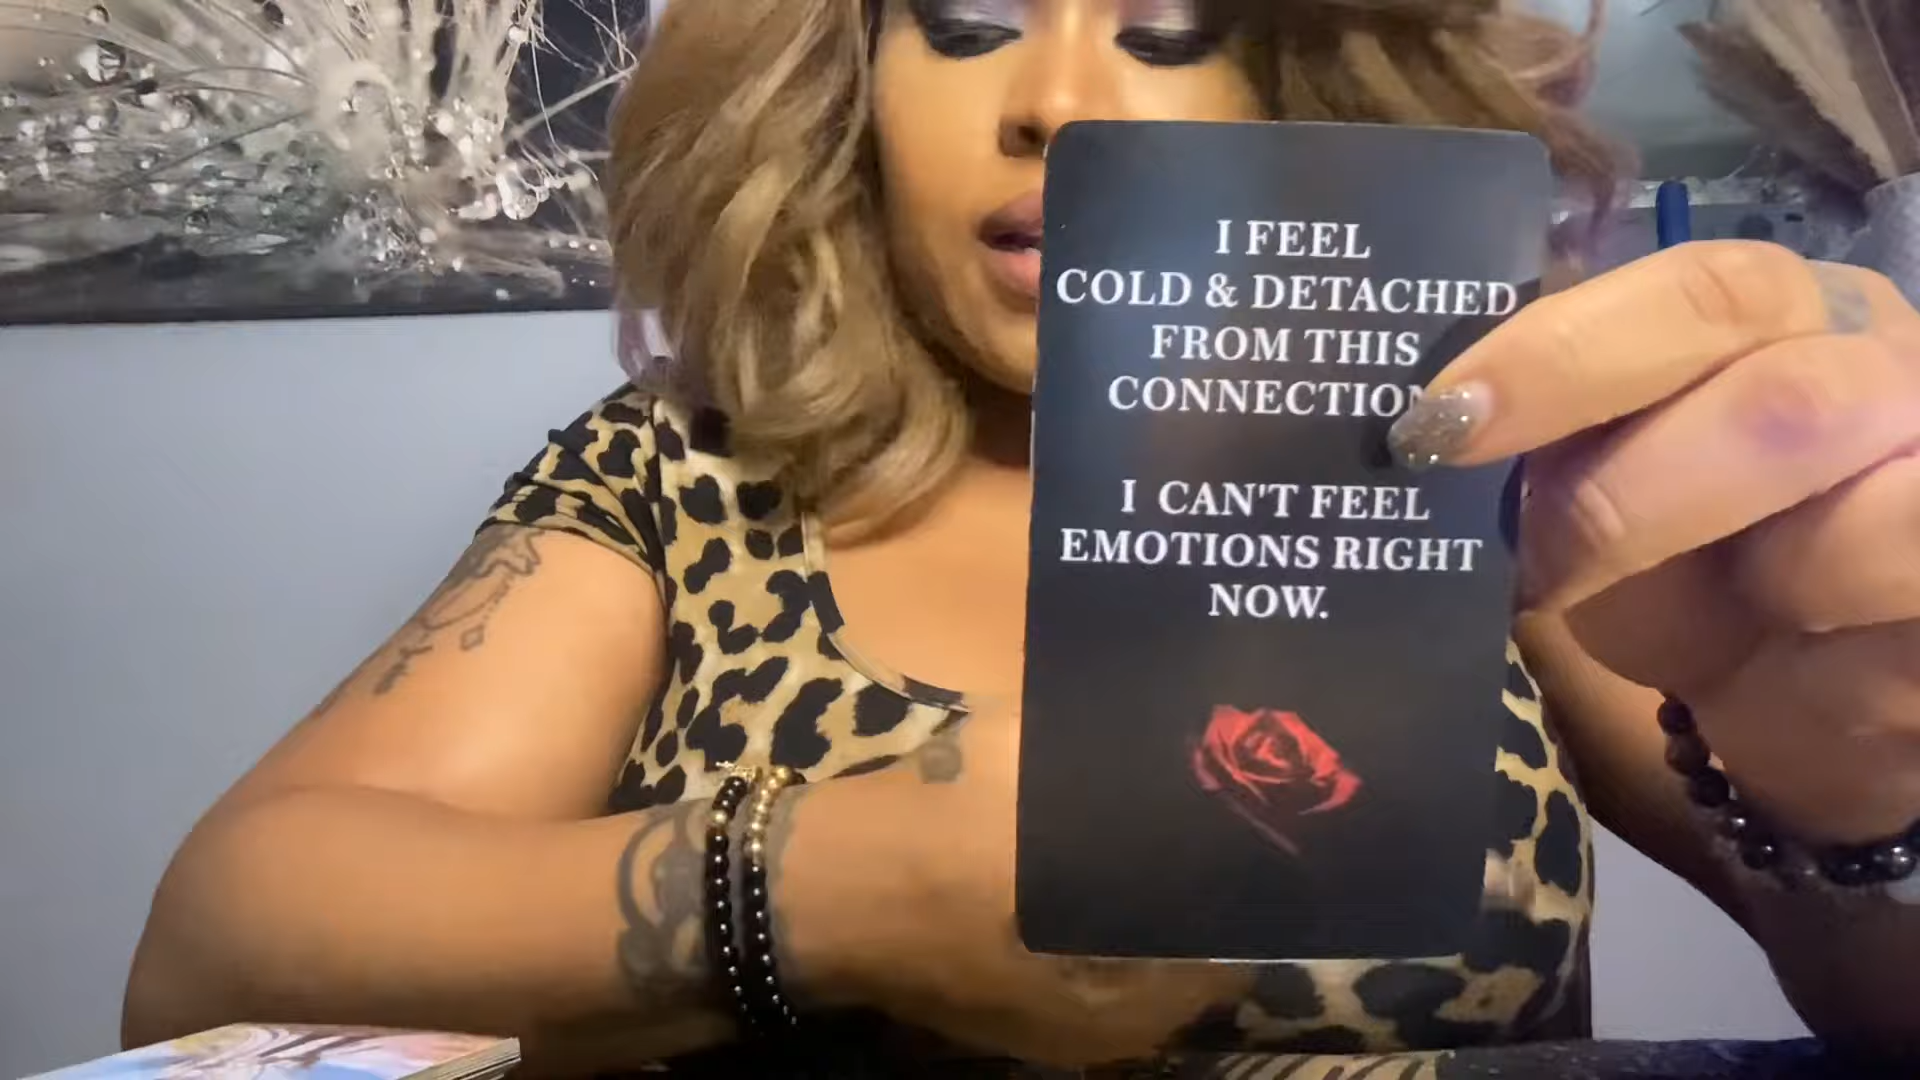 I FEEL
COLD & DETACHED
FROM THIS
CONNECTION
I CAN'T FEEL
EMOTIONS RIGHT
NOW.